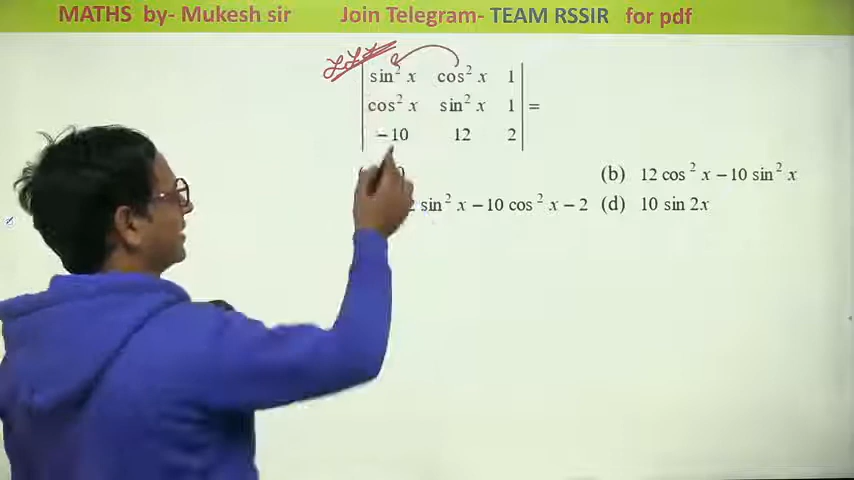 MATHS by- Mukesh sir Join Telegram- TEAM RSSIR for pdf
sin² x cos² x 1
cos² x sin² x 1 =
−10 12 2
(b) 12 cos² x − 10 sin² x
sin² x − 10 cos² x − 2 (d) 10 sin 2x